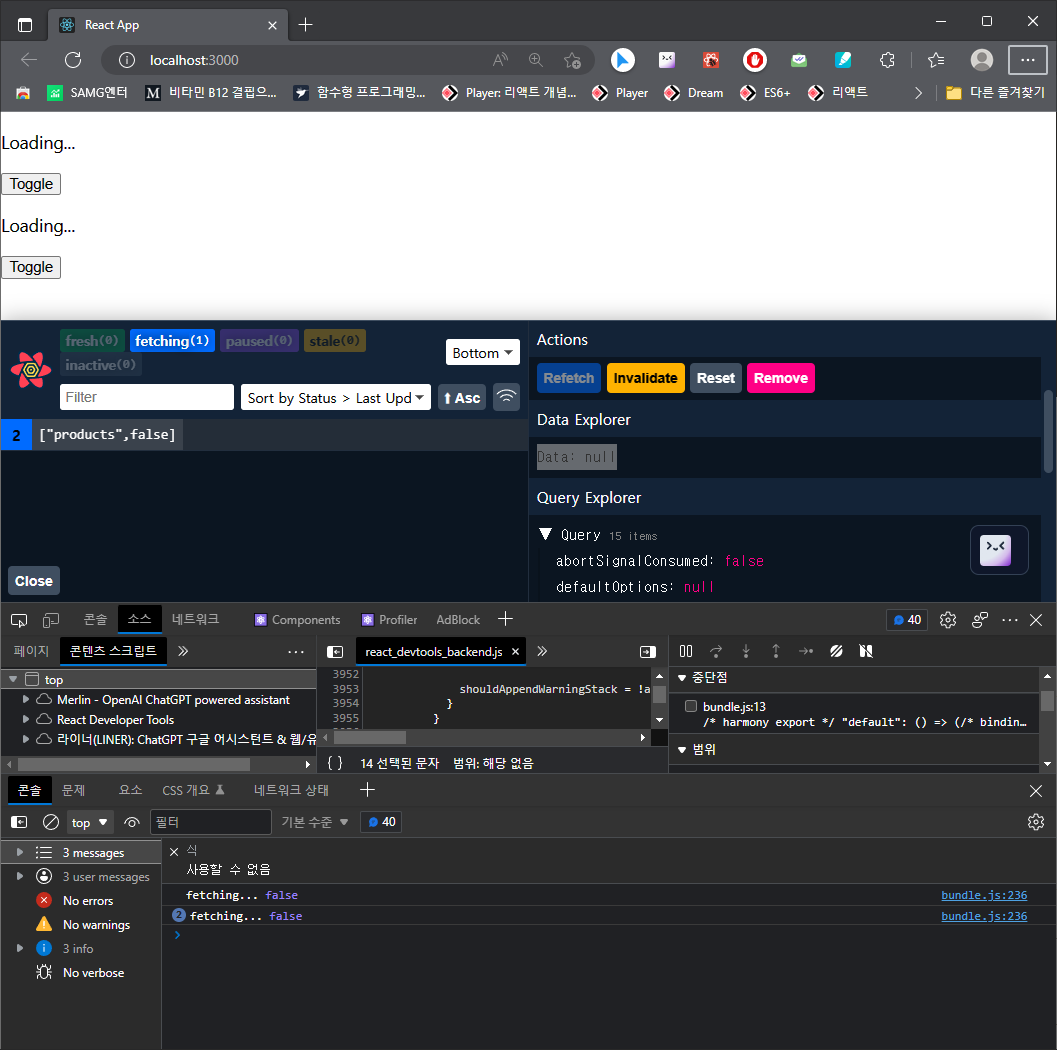 React App
localhost:3000
SAMG엔터 비타민 B12 결핍으... 함수형 프로그래밍... Player: 리액트 개념... Player Dream ES6+ 리액트 다른 즐겨찾기
Loading...
Toggle
Loading...
Toggle
fresh(0) fetching(1) paused(0) stale(0)
inactive(0)
Bottom
Filter
Sort by Status > Last Upd
Asc
2 ["products",false]
Close
Actions
Refetch Invalidate Reset Remove
Data Explorer
Data: null
Query Explorer
Query 15 items
abortSignalConsumed: false
defaultOptions: null
콘솔 소스 네트워크 Components Profiler AdBlock 40
페이지 콘텐츠 스크립트
top
Merlin - OpenAI ChatGPT powered assistant
React Developer Tools
라이너(LINER): ChatGPT 구글 어시스턴트 & 웹/유
react_devtools_backend.js
3952
3953 shouldAppendWarningStack = !a
3954 }
3955 }
{ } 14 선택된 문자 범위: 해당 없음
중단점
bundle.js:13
/* harmony export */ "default": () => (/* bindin…
범위
콘솔 문제 요소 CSS 개요 네트워크 상태
top 필터 기본 수준 40
3 messages
3 user messages
No errors
No warnings
3 info
No verbose
식
사용할 수 없음
fetching... false bundle.js:236
2 fetching... false bundle.js:236